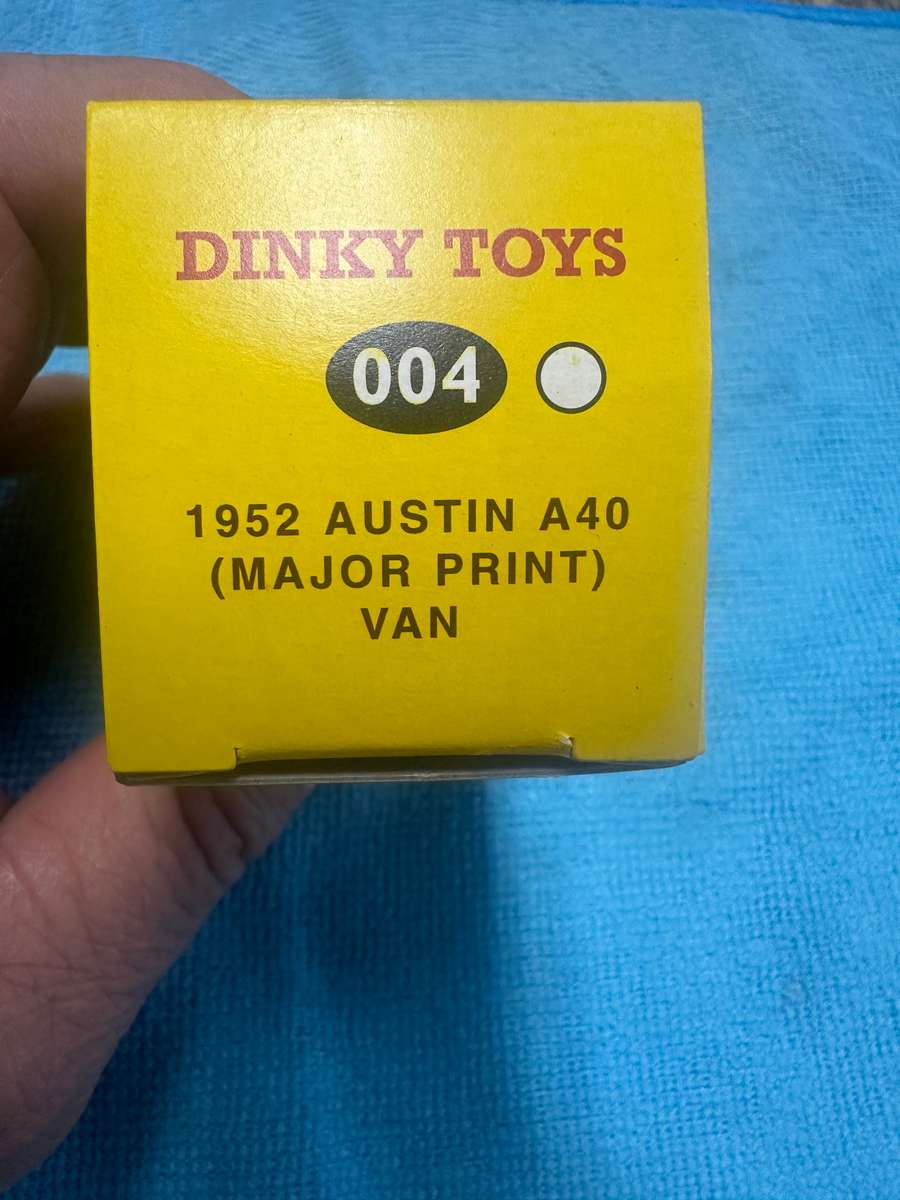 DINKY TOYS
004
1952 AUSTIN A40
(MAJOR PRINT)
VAN